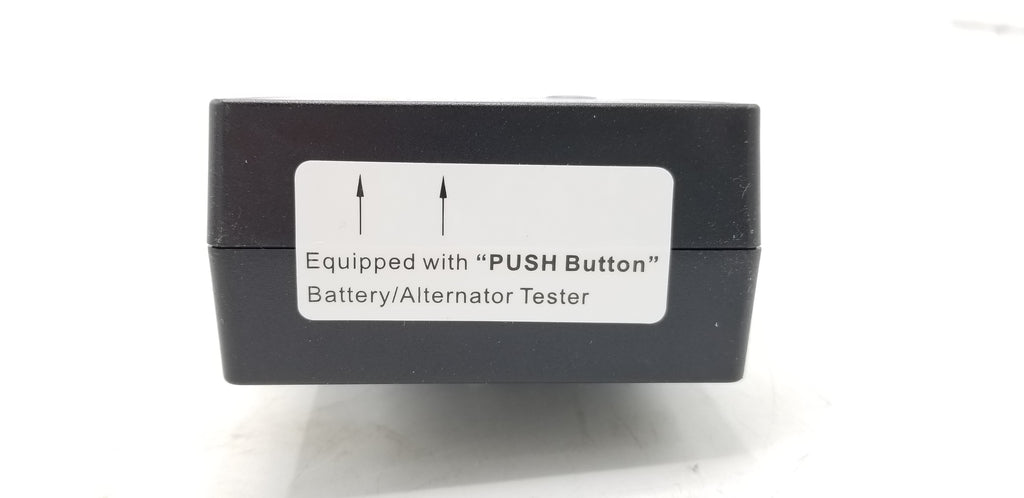 Equipped with “PUSH Button”
Battery/Alternator Tester